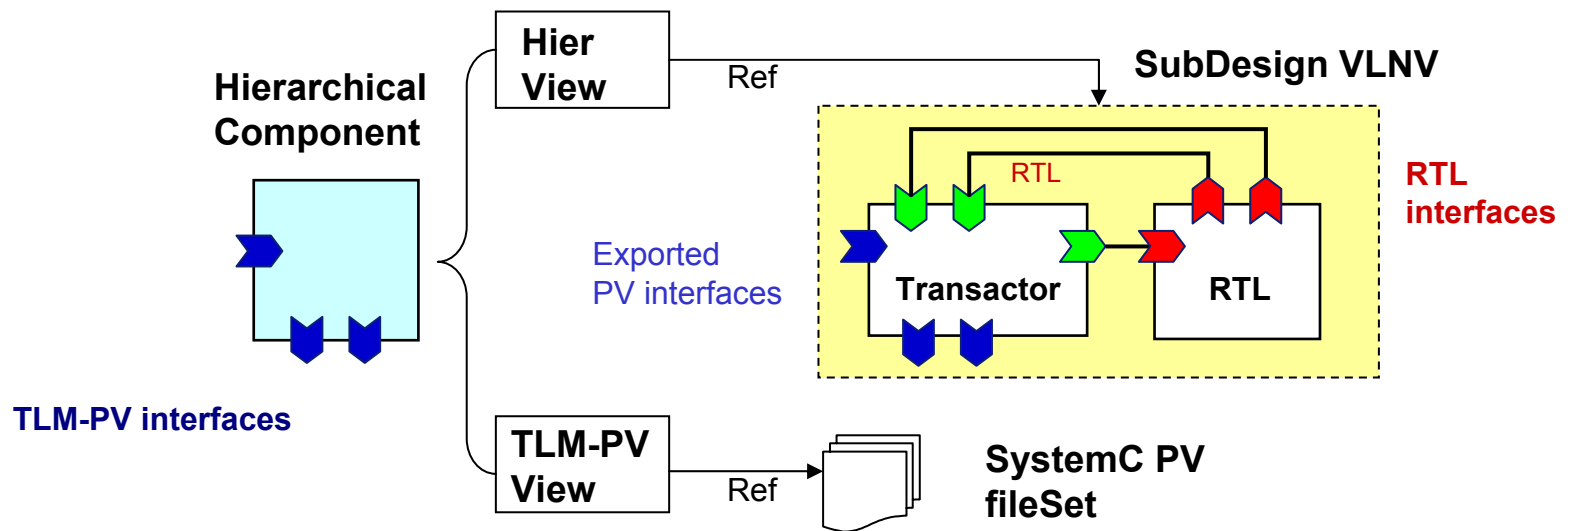 Hier
View
Ref
SubDesign VLNV
Hierarchical
Component
RTL
RTL
interfaces
Exported
PV interfaces
Transactor
RTL
TLM-PV interfaces
TLM-PV
View
Ref
SystemC PV
fileSet